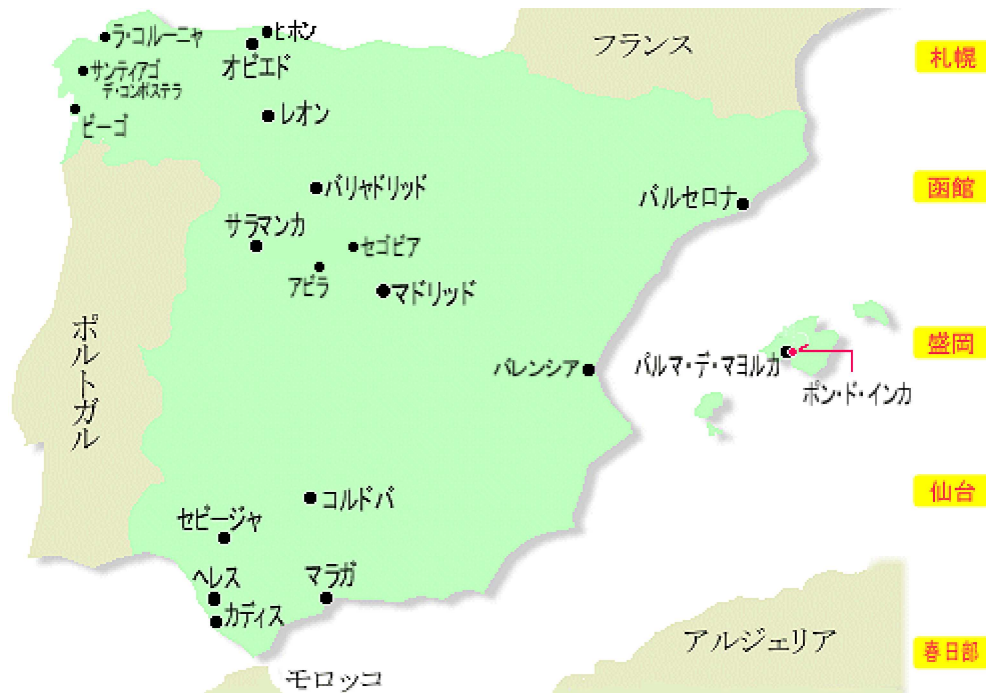 ラ・コルーニャ
ヒホン
オビエド
フランス
札幌
サンティアゴ
デ・コンポステラ
ビーゴ
レオン
函館
バリャドリッド
バルセロナ
サラマンカ
セゴビア
アビラ
マドリッド
ポルトガル
盛岡
バレンシア
パルマ・デ・マヨルカ
ポン・ド・インカ
仙台
コルドバ
セビージャ
ヘレス
マラガ
カディス
アルジェリア
春日部
モロッコ